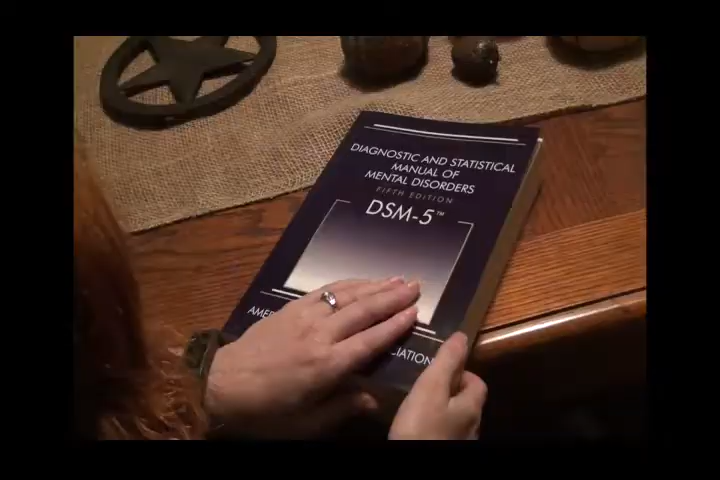 DIAGNOSTIC AND STATISTICAL
MANUAL OF
MENTAL DISORDERS
FIFTH EDITION
DSM-5™